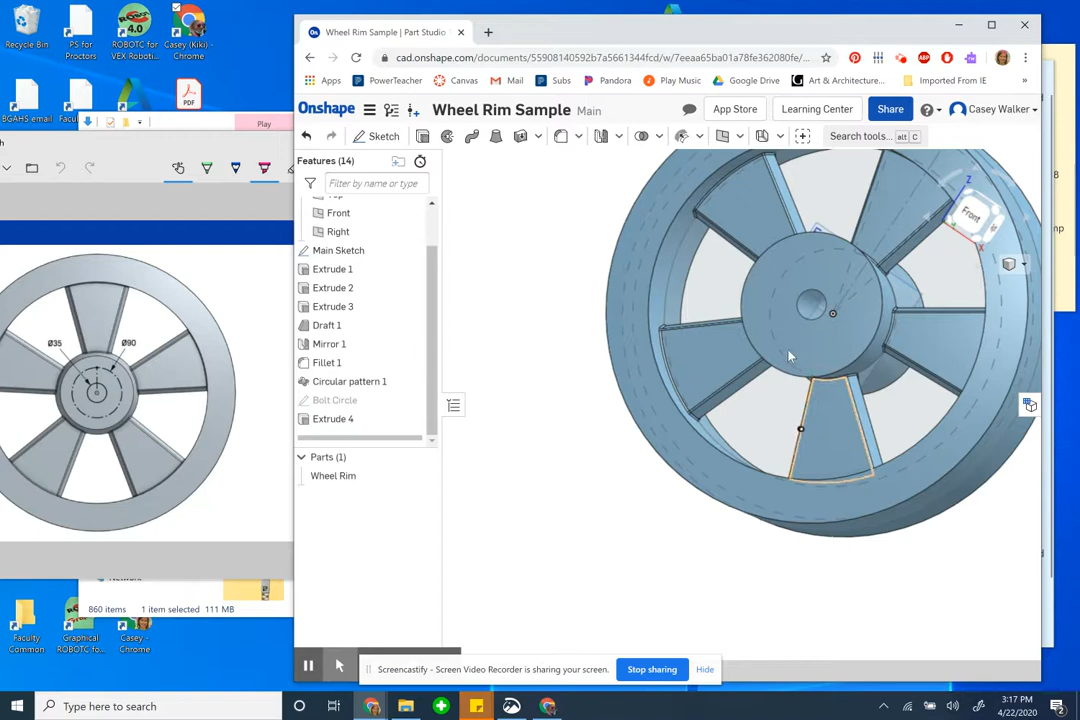 Recycle Bin
PS for Proctors
ROBOTC for VEX Roboti...
Casey (Kiki) - Chrome
BGAHS email
Facu
PDF
Play
Ø35
Ø90
860 items 1 item selected 111 MB
Faculty Common
Graphical ROBOTC fo...
Casey - Chrome
Wheel Rim Sample | Part Studio
cad.onshape.com/documents/55908140592b7a5661344fcd/w/7eeaa65ba01a78fe362080fe/...
ABP
Apps PowerTeacher Canvas Mail Subs Pandora Play Music Google Drive Art & Architecture... Imported From IE
Onshape Wheel Rim Sample Main App Store Learning Center Share Casey Walker
Sketch Search tools... alt C
Features (14)
Filter by name or type
Top
Front
Right
Main Sketch
Extrude 1
Extrude 2
Extrude 3
Draft 1
Mirror 1
Fillet 1
Circular pattern 1
Bolt Circle
Extrude 4
Parts (1)
Wheel Rim
Z
Front
X
Screencastify - Screen Video Recorder is sharing your screen. Stop sharing Hide
Type here to search
3:17 PM
4/22/2020
2